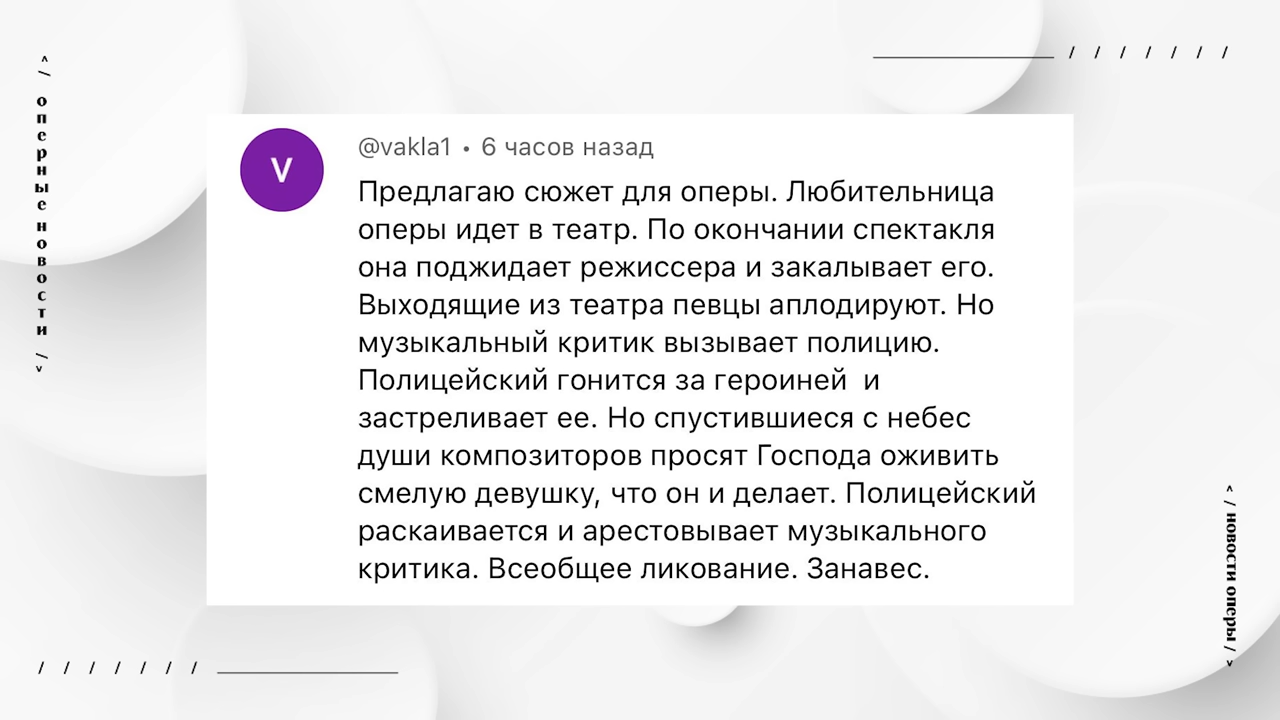 < / оперные новости / >
/ / / / / / /
V
@vakla1 • 6 часов назад
Предлагаю сюжет для оперы. Любительница
оперы идет в театр. По окончании спектакля
она поджидает режиссера и закалывает его.
Выходящие из театра певцы аплодируют. Но
музыкальный критик вызывает полицию.
Полицейский гонится за героиней  и
застреливает ее. Но спустившиеся с небес
души композиторов просят Господа оживить
смелую девушку, что он и делает. Полицейский
раскаивается и арестовывает музыкального
критика. Всеобщее ликование. Занавес.
< / новости оперы / >
/ / / / / / /